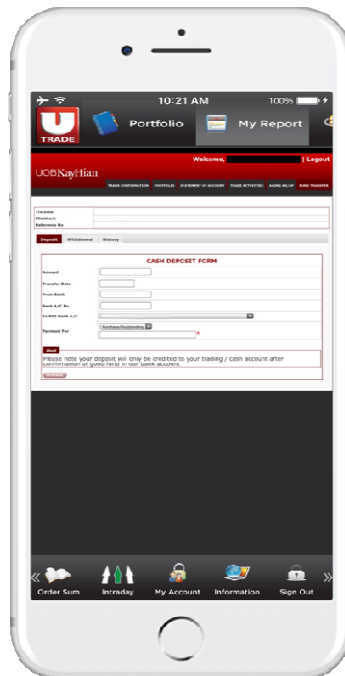 10:21 AM
100%
U
TRADE
Portfolio
My Report
Welcome,
| Logout
UOBKayHian
TRADE CONFIRMATION PORTFOLIO STATEMENT OF ACCOUNT TRADE ACTIVITIES FUND TRANSFER
Client A/C
Reference No
Deposit Withdrawal History
CASH DEPOSIT FORM
Amount
Transfer Date
From Bank
Bank A/C No
Payment For
Purchase/Outstanding
*
Please note your deposit will only be credited to your trading / cash account after
confirmation of good fund in our bank account.
« Order Sum
Intraday
My Account
Information
Sign Out »